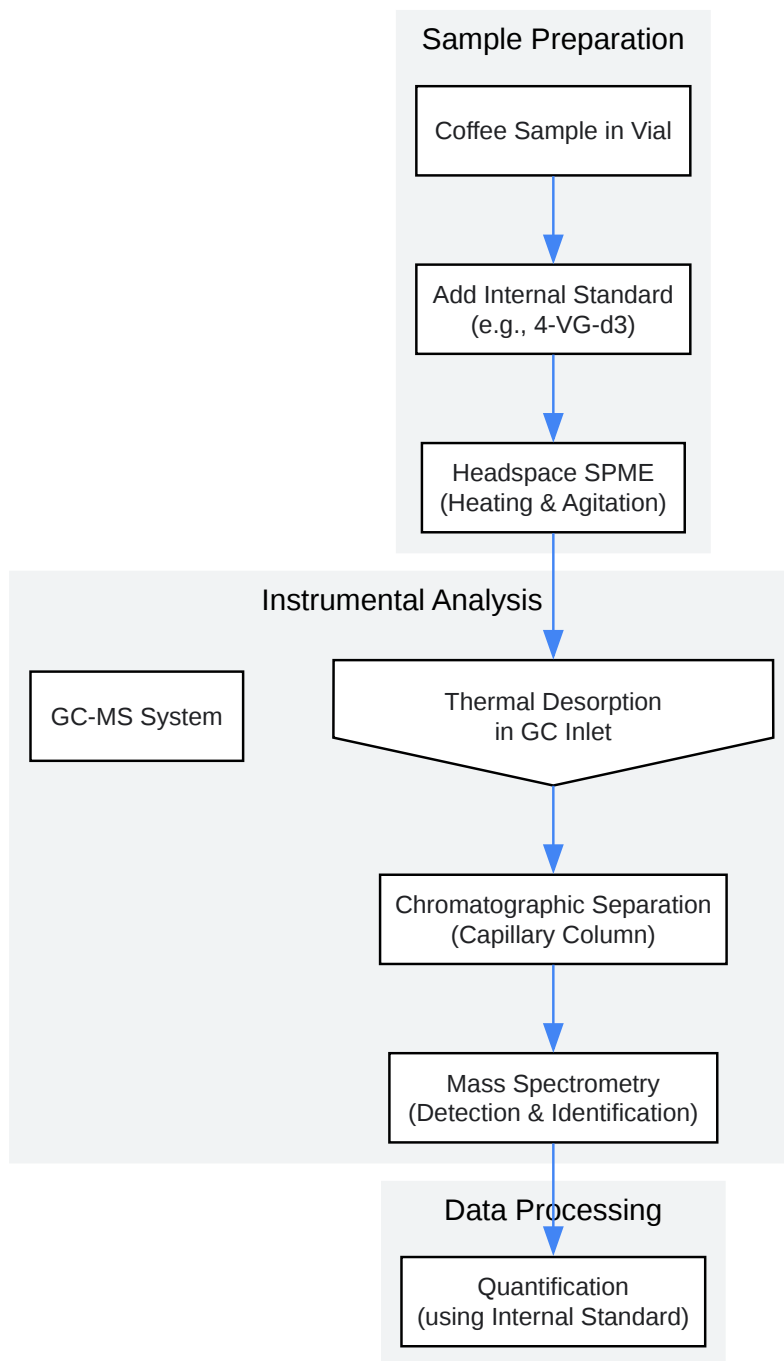 Sample Preparation
Coffee Sample in Vial
Add Internal Standard
(e.g., 4-VG-d3)
Headspace SPME
(Heating & Agitation)
Instrumental Analysis
GC-MS System
Thermal Desorption
in GC Inlet
Chromatographic Separation
(Capillary Column)
Mass Spectrometry
(Detection & Identification)
Data Processing
Quantification
(using Internal Standard)